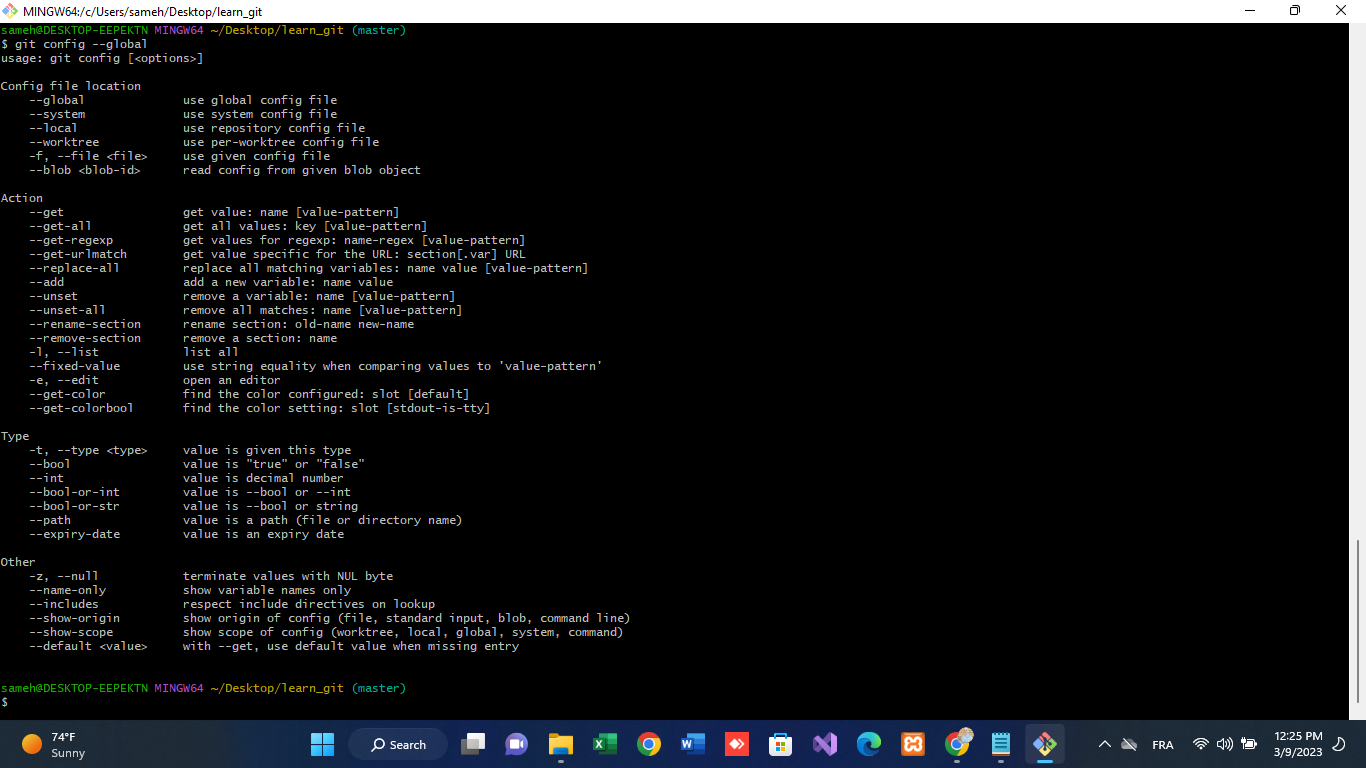 MINGW64:/c/Users/sameh/Desktop/learn_git
sameh@DESKTOP-EEPEKTN MINGW64 ~/Desktop/learn_git (master)
$ git config --global
usage: git config [<options>]

Config file location
    --global              use global config file
    --system              use system config file
    --local               use repository config file
    --worktree            use per-worktree config file
    -f, --file <file>     use given config file
    --blob <blob-id>      read config from given blob object

Action
    --get                 get value: name [value-pattern]
    --get-all             get all values: key [value-pattern]
    --get-regexp          get values for regexp: name-regex [value-pattern]
    --get-urlmatch        get value specific for the URL: section[.var] URL
    --replace-all         replace all matching variables: name value [value-pattern]
    --add                 add a new variable: name value
    --unset               remove a variable: name [value-pattern]
    --unset-all           remove all matches: name [value-pattern]
    --rename-section      rename section: old-name new-name
    --remove-section      remove a section: name
    -l, --list            list all
    --fixed-value         use string equality when comparing values to 'value-pattern'
    -e, --edit            open an editor
    --get-color           find the color configured: slot [default]
    --get-colorbool       find the color setting: slot [stdout-is-tty]

Type
    -t, --type <type>     value is given this type
    --bool                value is "true" or "false"
    --int                 value is decimal number
    --bool-or-int         value is --bool or --int
    --bool-or-str         value is --bool or string
    --path                value is a path (file or directory name)
    --expiry-date         value is an expiry date

Other
    -z, --null            terminate values with NUL byte
    --name-only           show variable names only
    --includes            respect include directives on lookup
    --show-origin         show origin of config (file, standard input, blob, command line)
    --show-scope          show scope of config (worktree, local, global, system, command)
    --default <value>     with --get, use default value when missing entry

sameh@DESKTOP-EEPEKTN MINGW64 ~/Desktop/learn_git (master)
$
74°F
Sunny
Search
FRA
12:25 PM
3/9/2023